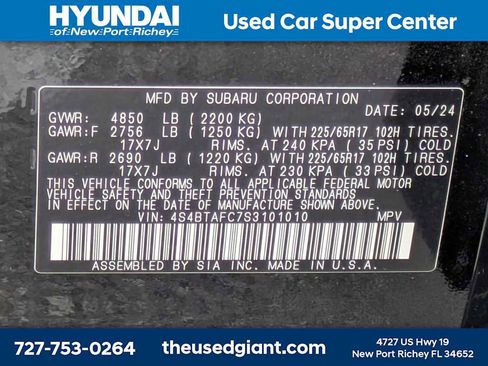 HYUNDAI
of New Port Richey
Used Car Super Center
MFD BY SUBARU CORPORATION
GVWR: 4850 LB (2200 KG) DATE: 05/24
GAWR:F 2756 LB (1250 KG) WITH 225/65R17 102H TIRES.
17X7J RIMS. AT 240 KPA (35 PSI) COLD
GAWR:R 2690 LB (1220 KG) WITH 225/65R17 102H TIRES.
17X7J RIMS. AT 230 KPA (33 PSI) COLD
THIS VEHICLE CONFORMS TO ALL APPLICABLE FEDERAL MOTOR
VEHICLE SAFETY AND THEFT PREVENTION STANDARDS
IN EFFECT ON THE DATE OF MANUFACTURE SHOWN ABOVE.
VIN: 4S4BTAFC7S3101010 MPV
ASSEMBLED BY SIA INC. MADE IN U.S.A.
727-753-0264
theusedgiant.com
4727 US Hwy 19
New Port Richey FL 34652